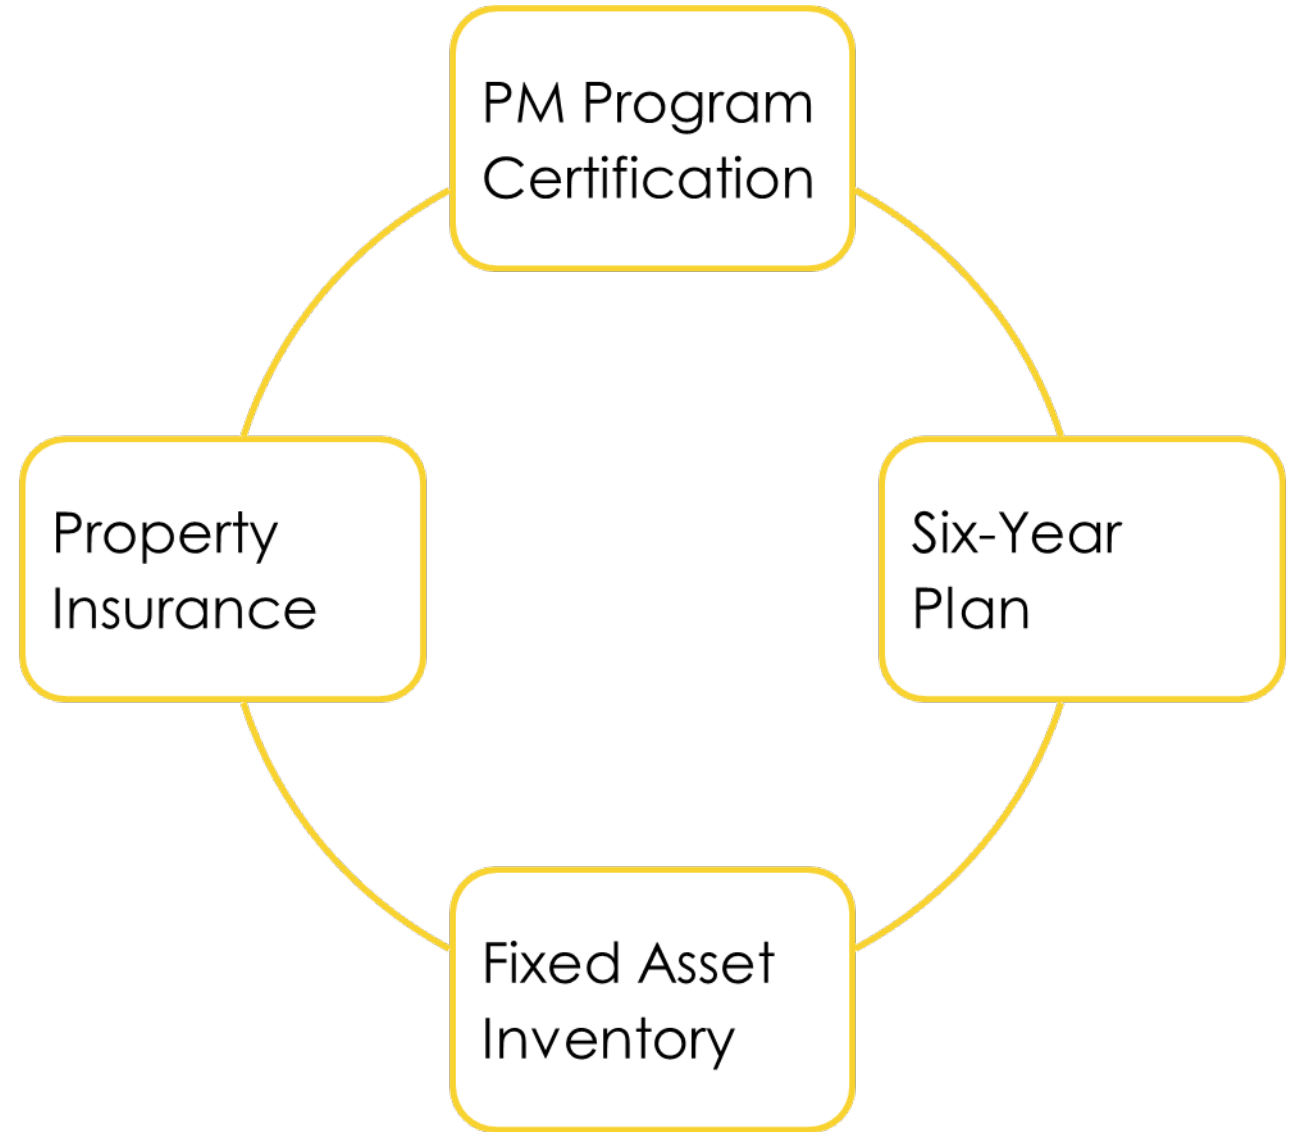 PM Program
Certification
Property
Insurance
Six-Year
Plan
Fixed Asset
Inventory